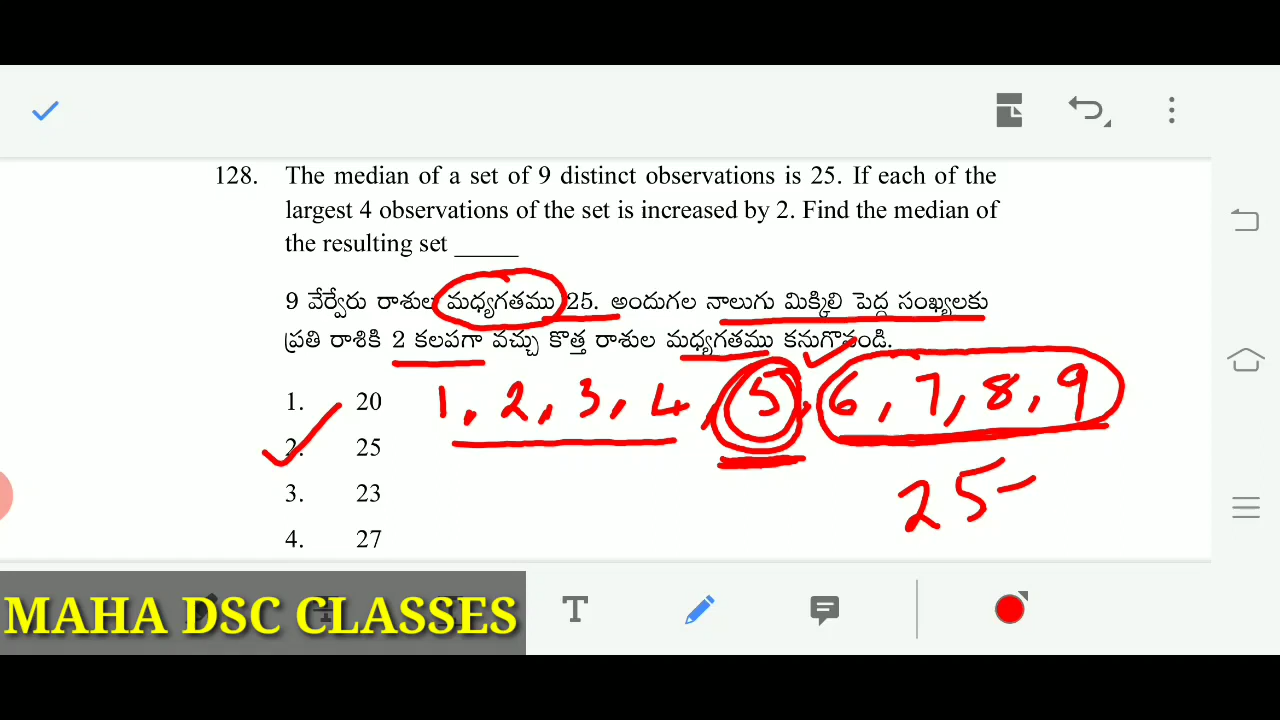 128. The median of a set of 9 distinct observations is 25. If each of the
largest 4 observations of the set is increased by 2. Find the median of
the resulting set _____
9 వేర్వేరు రాశుల మధ్యగతము 25. అందుగల నాలుగు మిక్కిలి పెద్ద సంఖ్యలకు
ప్రతి రాశికి 2 కలపగా వచ్చు కొత్త రాశుల మధ్యగతము కనుగొనండి.
1. 20
1, 2, 3, 4, 5, 6, 7, 8, 9
2. 25
3. 23
25
4. 27
MAHA DSC CLASSES
T